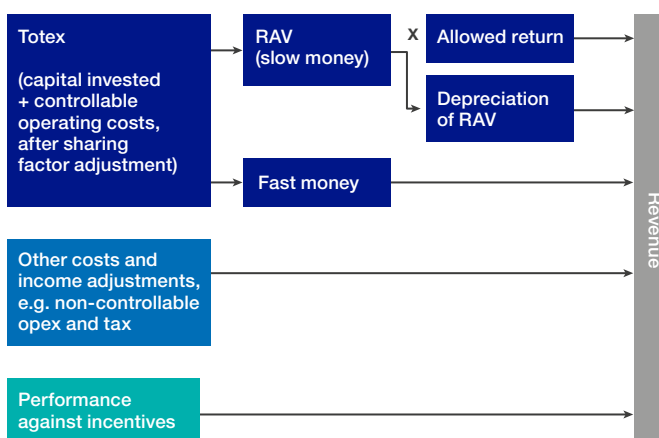 Totex
(capital invested
+ controllable
operating costs,
after sharing
factor adjustment)
RAV
(slow money)
x
Allowed return
Depreciation
of RAV
Fast money
Other costs and
income adjustments,
e.g. non-controllable
opex and tax
Performance
against incentives
Revenue